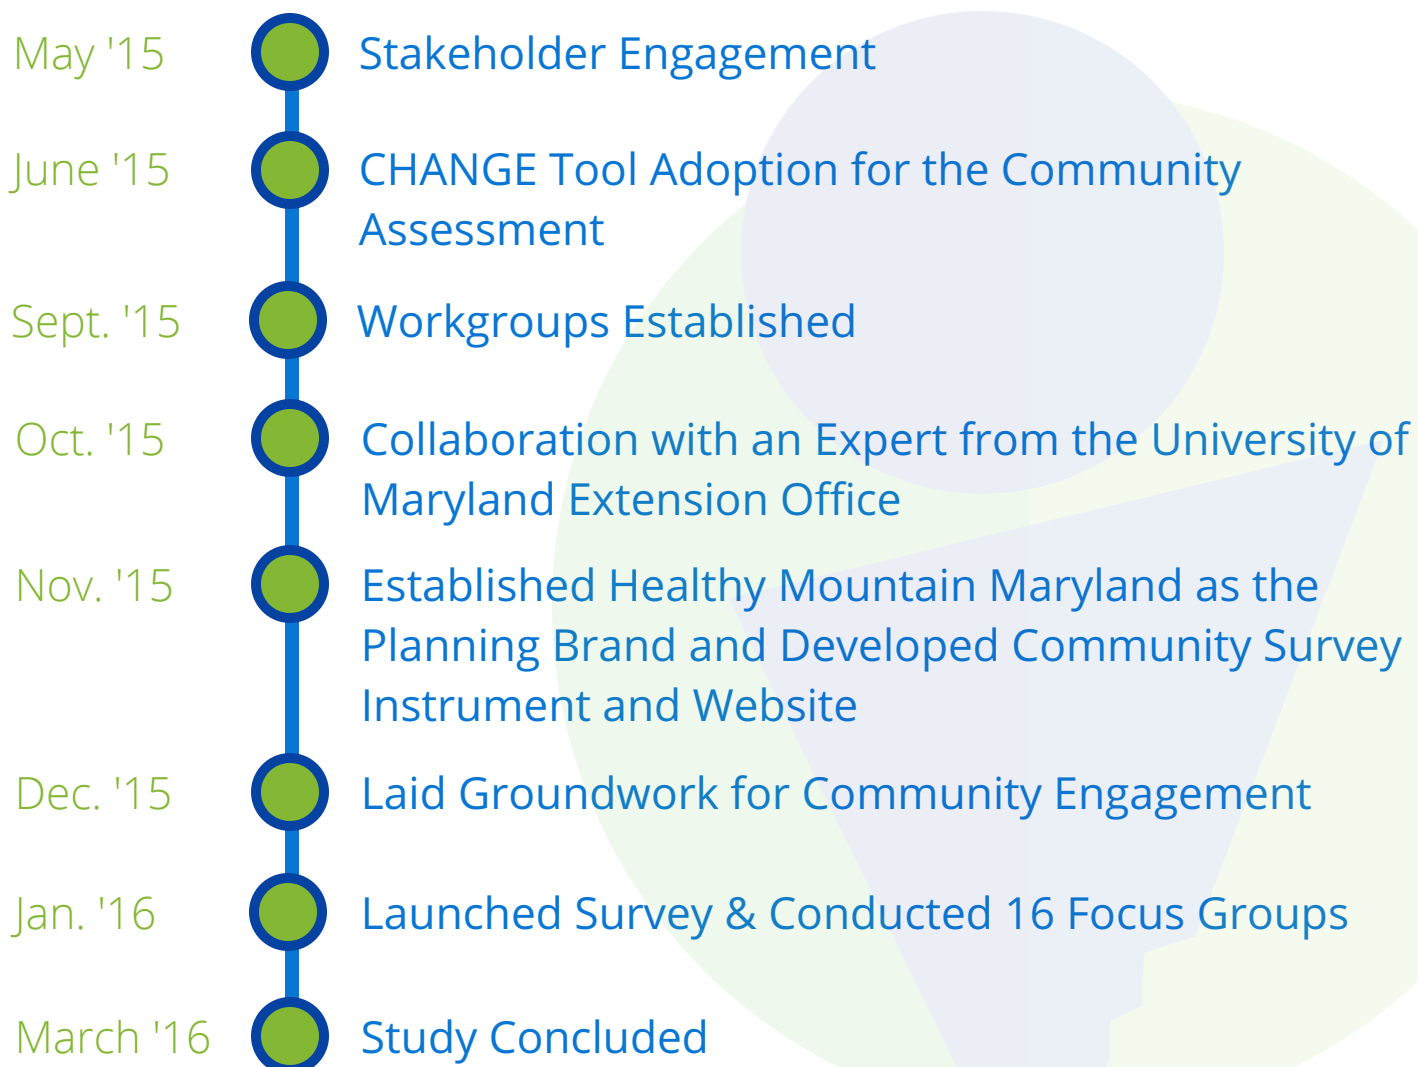 May '15
Stakeholder Engagement
June '15
CHANGE Tool Adoption for the Community
Assessment
Sept. '15
Workgroups Established
Oct. '15
Collaboration with an Expert from the University of
Maryland Extension Office
Nov. '15
Established Healthy Mountain Maryland as the
Planning Brand and Developed Community Survey
Instrument and Website
Dec. '15
Laid Groundwork for Community Engagement
Jan. '16
Launched Survey & Conducted 16 Focus Groups
March '16
Study Concluded